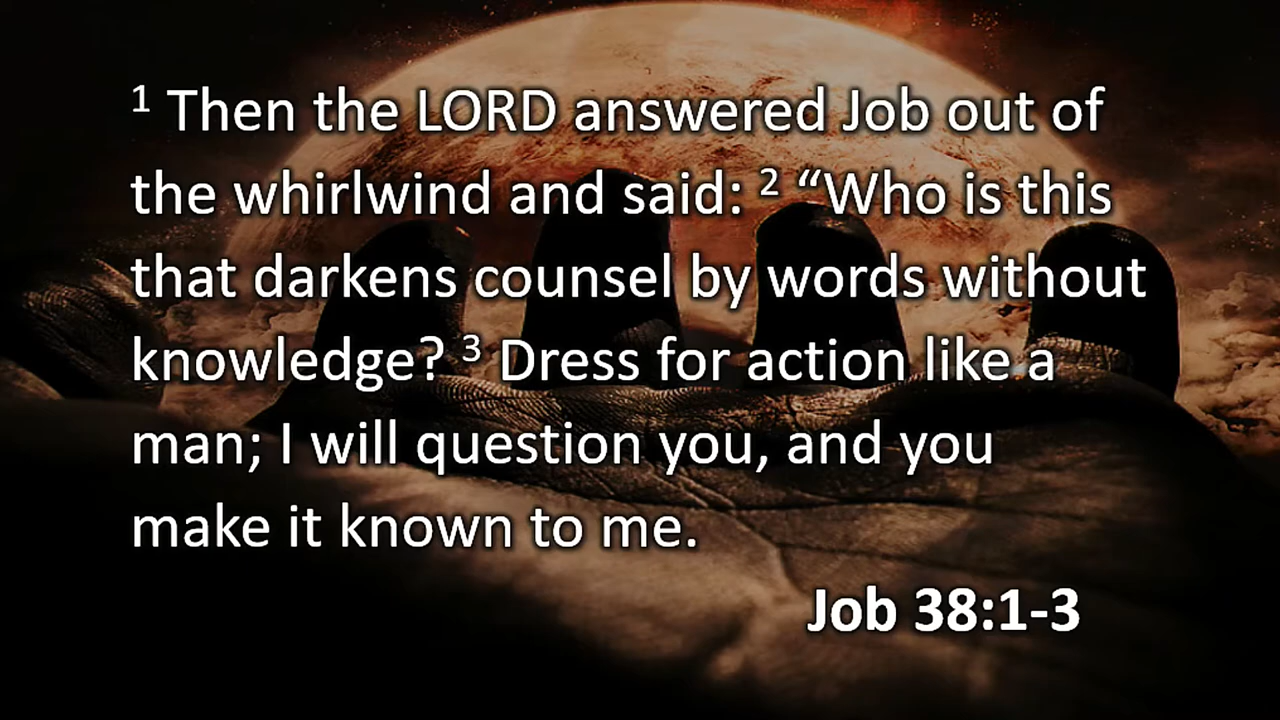 1 Then the LORD answered Job out of
the whirlwind and said: 2 “Who is this
that darkens counsel by words without
knowledge? 3 Dress for action like a
man; I will question you, and you
make it known to me.
Job 38:1-3